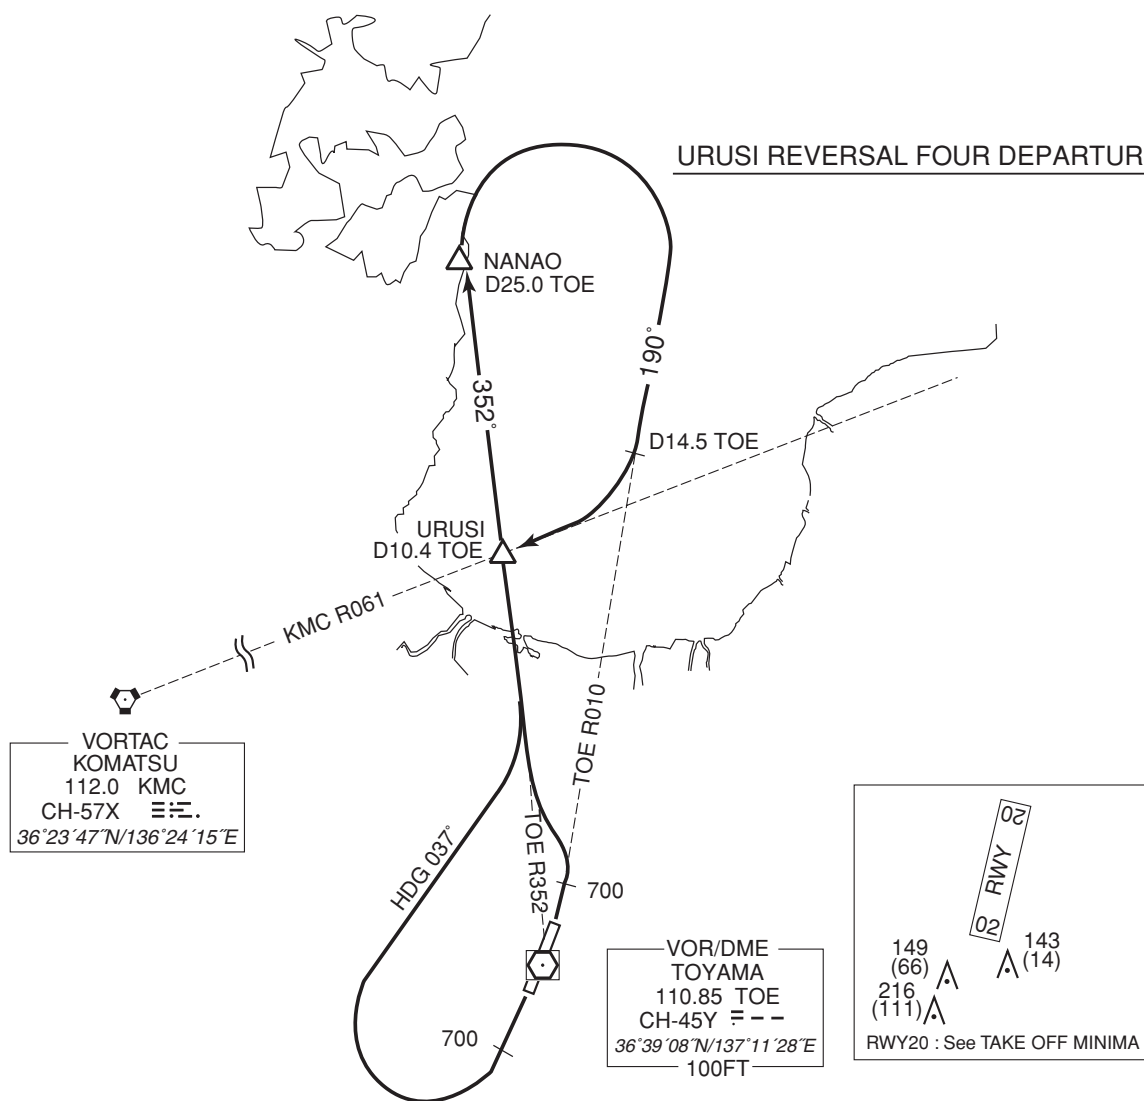 URUSI REVERSAL FOUR DEPARTUR
NANAO
D25.0 TOE
190°
352°
D14.5 TOE
URUSI
D10.4 TOE
KMC R061
VORTAC
KOMATSU
112.0 KMC
CH-57X
36°23´47˝N/136°24´15˝E
TOE R010
HDG 037°
TOE R352
700
700
VOR/DME
TOYAMA
110.85 TOE
CH-45Y
36°39´08˝N/137°11´28˝E
100FT
20
RWY
02
149
(66)
143
(14)
216
(111)
RWY20 : See TAKE OFF MINIMA